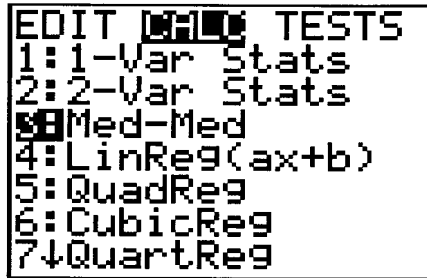 EDIT CALC TESTS
1:1-Var Stats
2:2-Var Stats
3:Med-Med
4:LinReg(ax+b)
5:QuadReg
6:CubicReg
7↓QuartReg